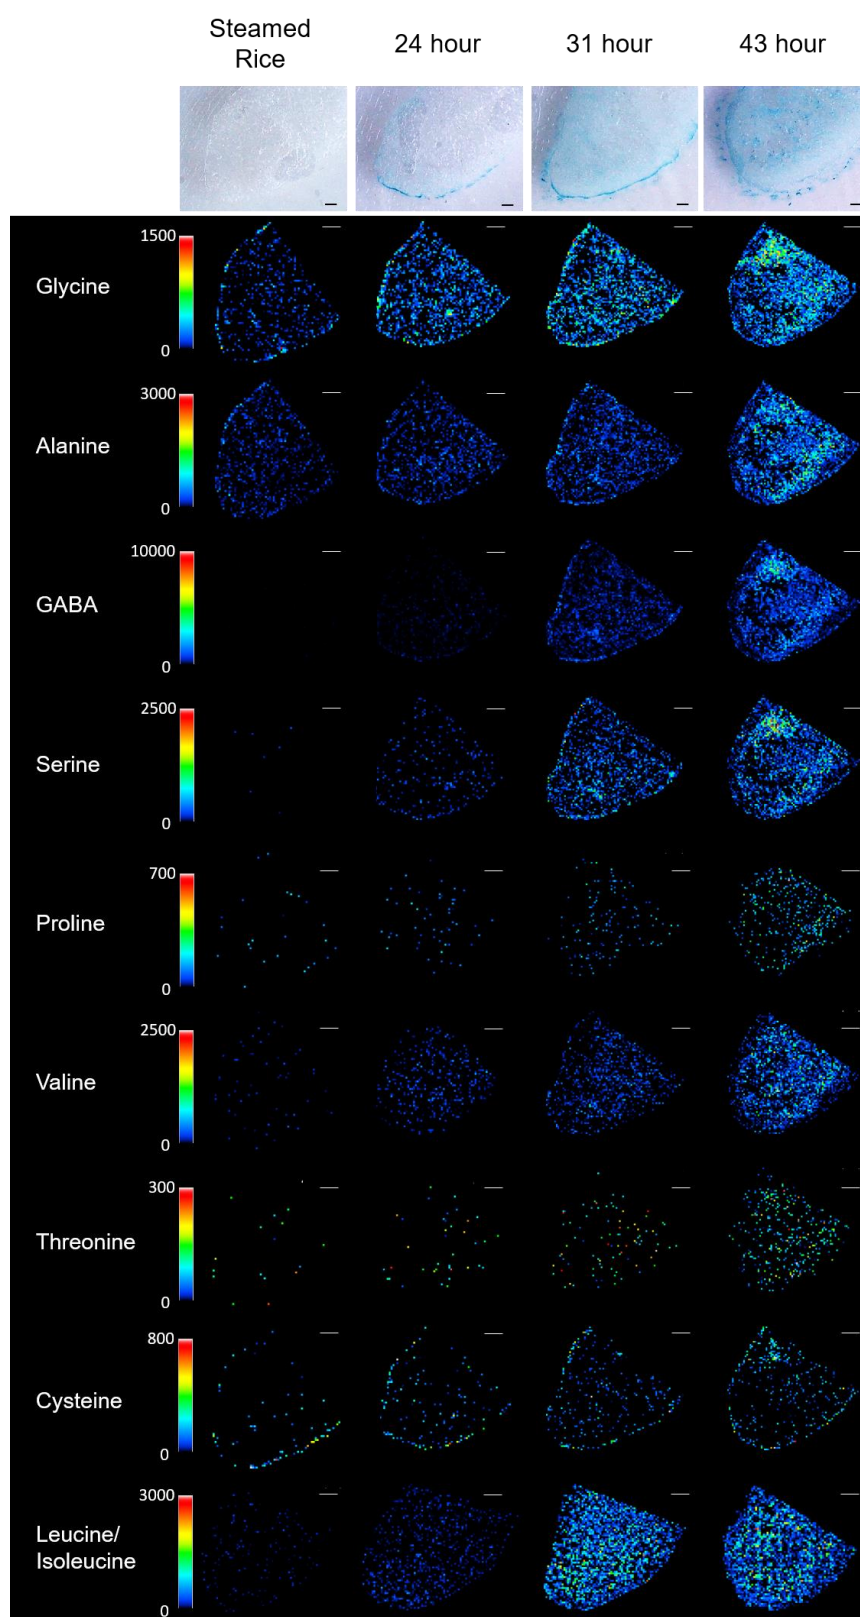 Steamed
Rice
24 hour
31 hour
43 hour
1500
Glycine
0
3000
Alanine
0
10000
GABA
0
2500
Serine
0
700
Proline
0
2500
Valine
0
300
Threonine
0
800
Cysteine
0
3000
Leucine/
Isoleucine
0